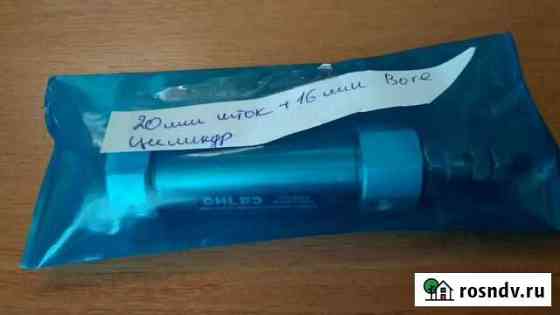 20мм шток + 16мм Bore
Цилиндр
rosndv.ru